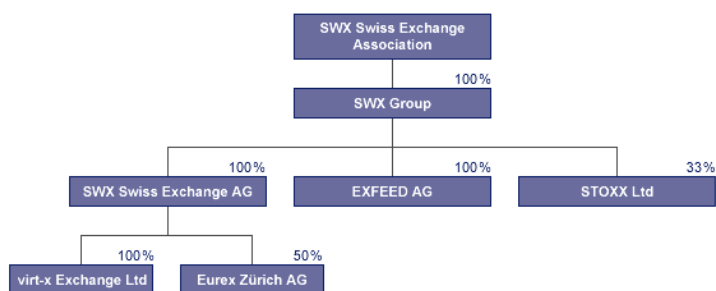 SWX Swiss Exchange
Association
100%
SWX Group
100%
100%
33%
SWX Swiss Exchange AG
EXFEED AG
STOXX Ltd
100%
50%
virt-x Exchange Ltd
Eurex Zürich AG